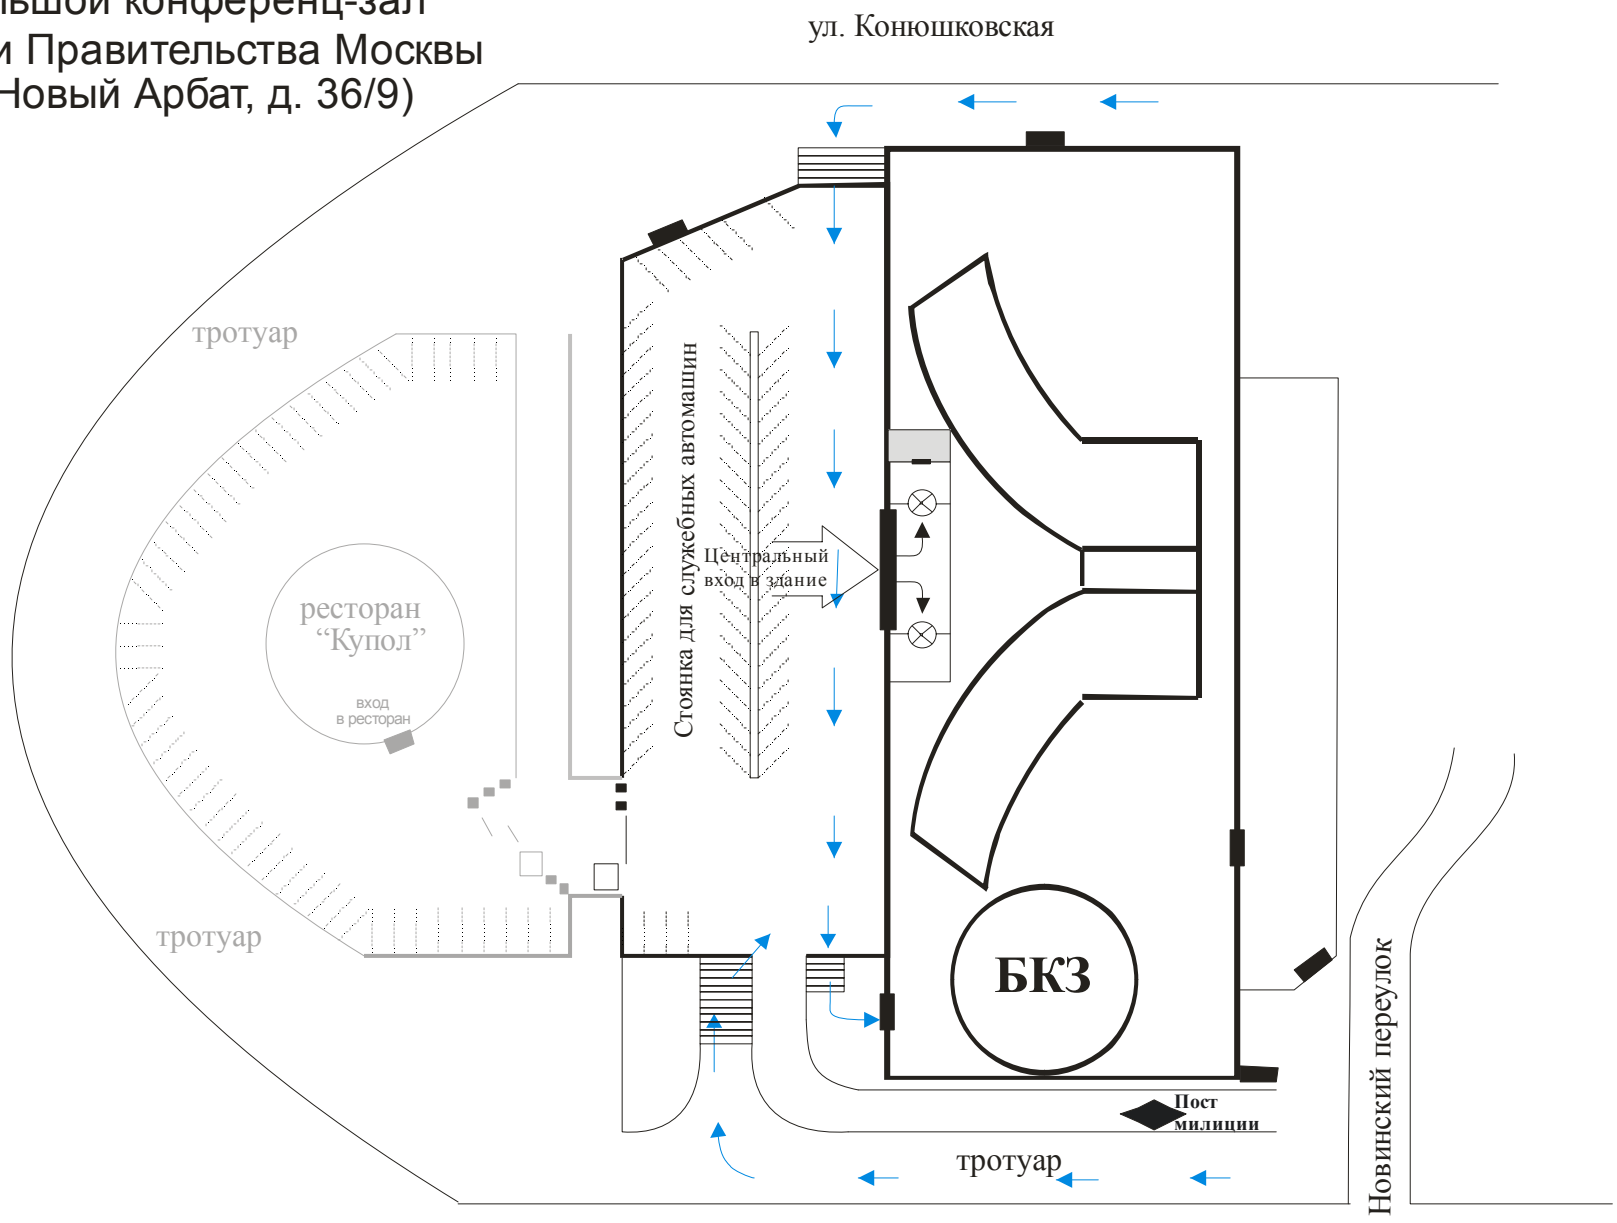 ул. Конюшковская
конференц-зал
Правительства Москвы
Новый Арбат, д. 36/9)
тротуар
Стоянка для служебных автомашин
Центральный
вход в здание
ресторан
“Купол”
вход
в ресторан
тротуар
БКЗ
Новинский переулок
Пост
милиции
тротуар